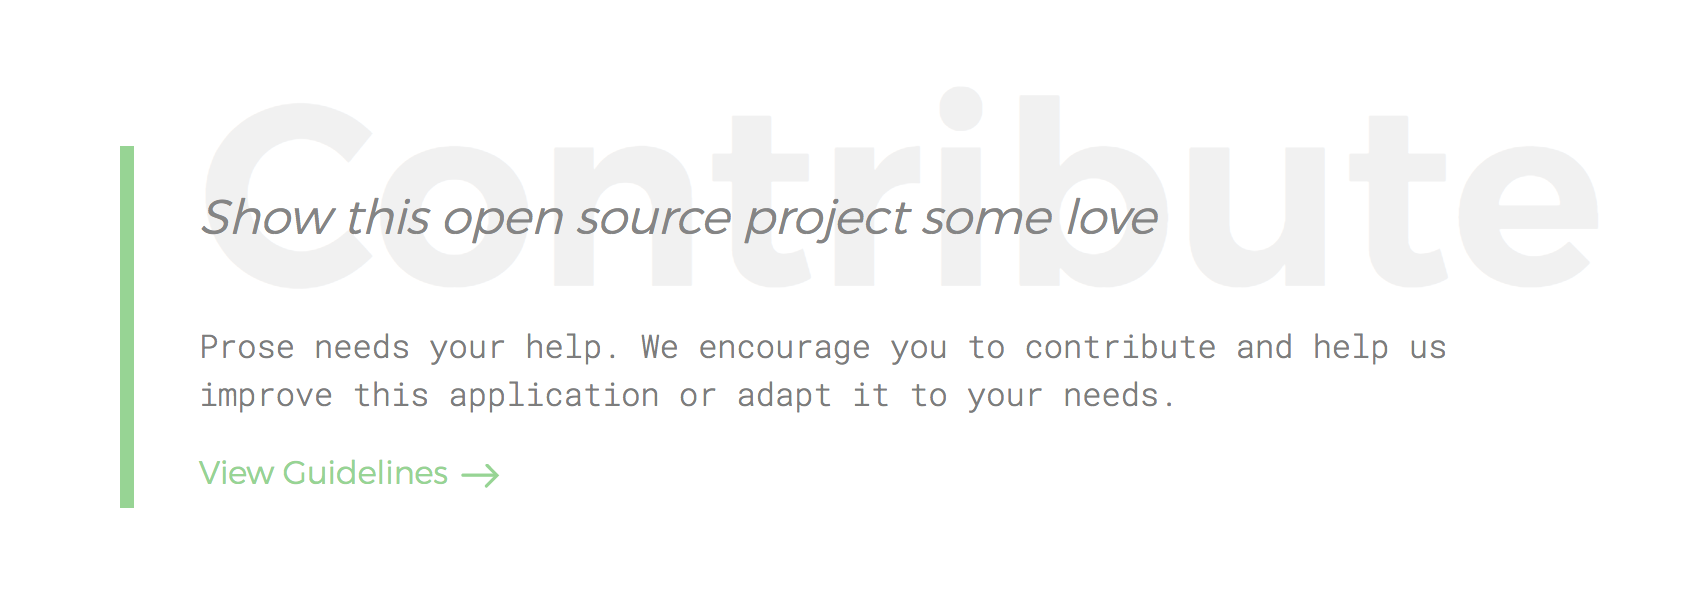 Contribute
Show this open source project some love
Prose needs your help. We encourage you to contribute and help us
improve this application or adapt it to your needs.
View Guidelines →